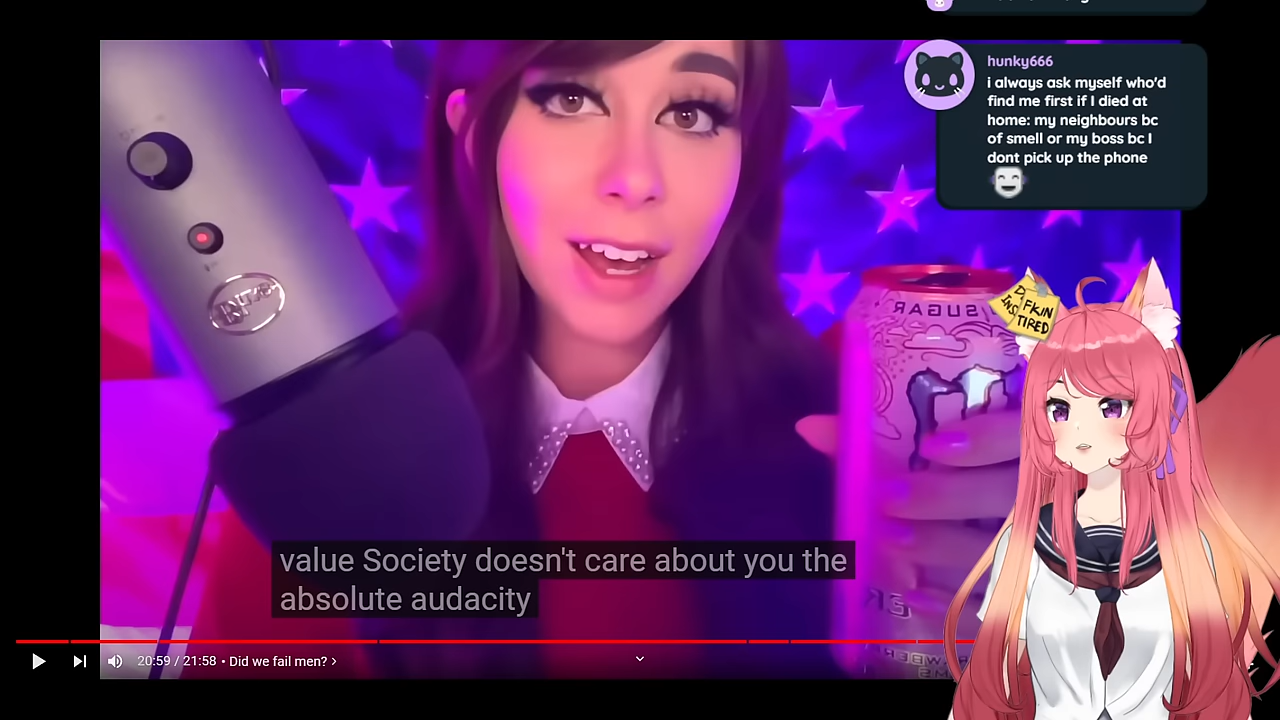 hunky666
i always ask myself who'd
find me first if I died at
home: my neighbours bc
of smell or my boss bc I
dont pick up the phone
SUGAR
INS
TIRED
value Society doesn't care about you the
absolute audacity
20:59 / 21:58 • Did we fail men? ›